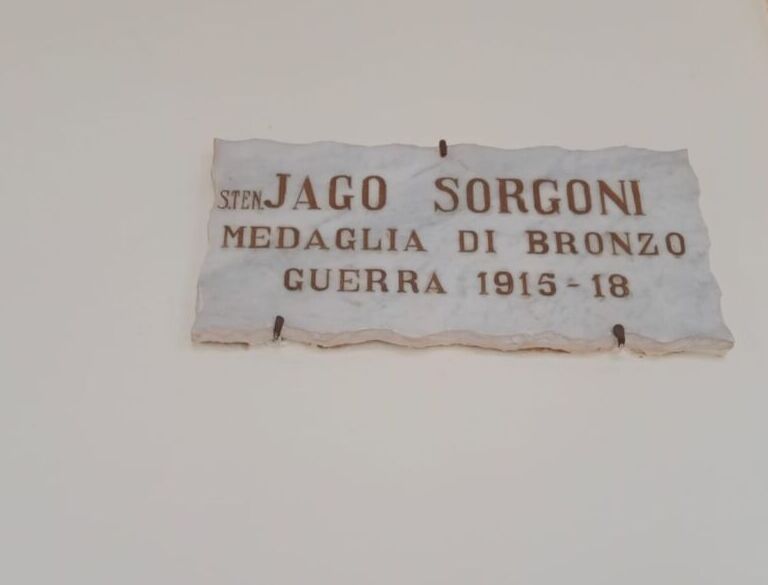 S.TEN. JAGO SORGONI
MEDAGLIA DI BRONZO
GUERRA 1915-18